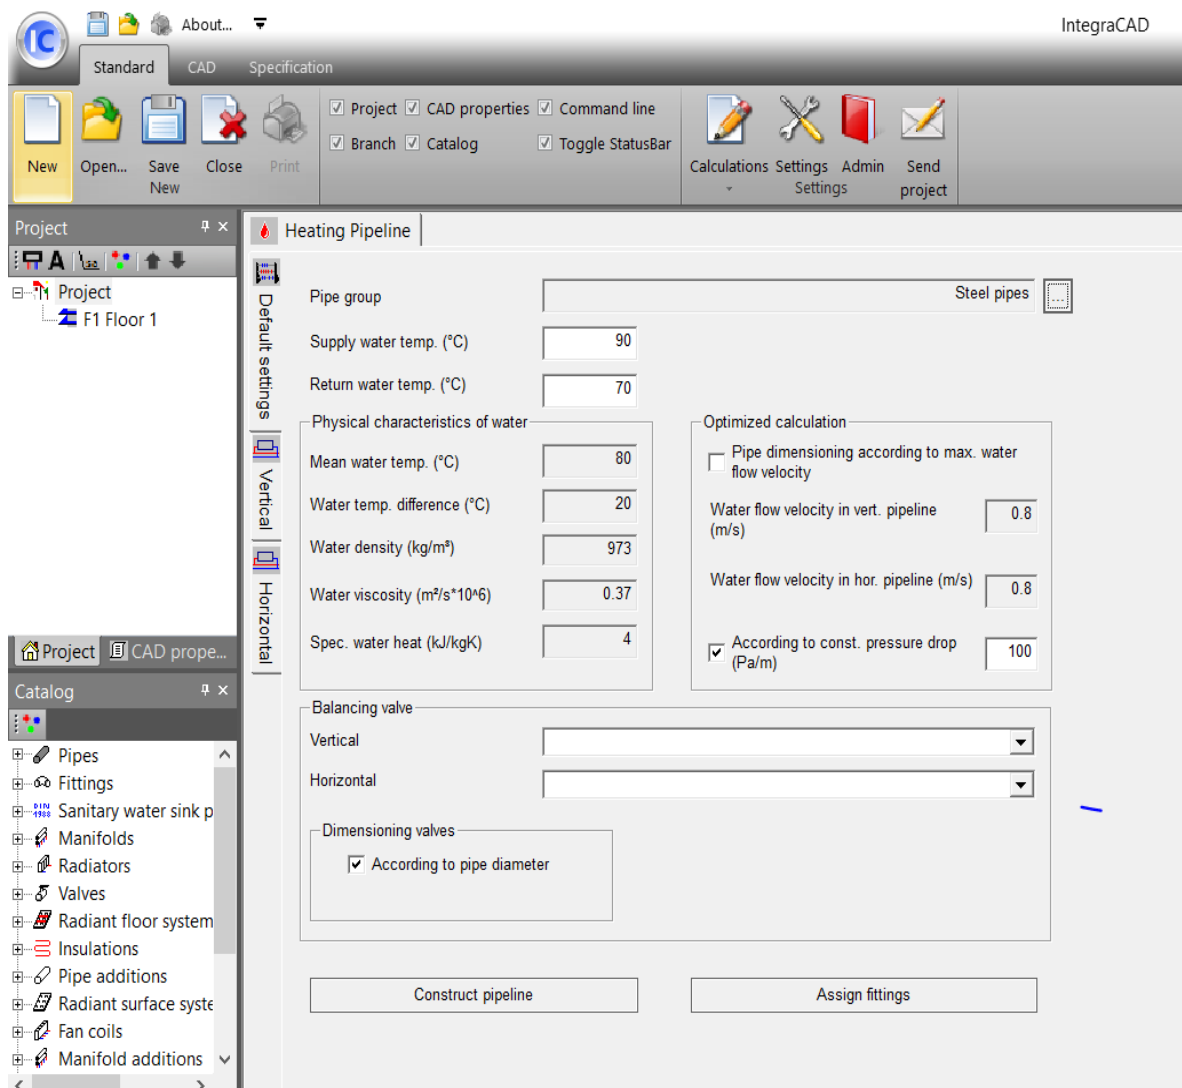 IC About... IntegraCAD
Standard CAD Specification
Project CAD properties Command line
Branch Catalog Toggle StatusBar
New Open... Save Close Print Calculations Settings Admin Send
New Settings project
Project
Project
F1 Floor 1
Project CAD prope...
Catalog
Pipes
Fittings
DIN 1988 Sanitary water sink p
Manifolds
Radiators
Valves
Radiant floor system
Insulations
Pipe additions
Radiant surface syste
Fan coils
Manifold additions
Heating Pipeline
Default settings
Vertical
Horizontal
Pipe group Steel pipes ...
Supply water temp. (°C) 90
Return water temp. (°C) 70
Physical characteristics of water
Mean water temp. (°C) 80
Water temp. difference (°C) 20
Water density (kg/m³) 973
Water viscosity (m²/s*10^6) 0.37
Spec. water heat (kJ/kgK) 4
Optimized calculation
Pipe dimensioning according to max. water
flow velocity
Water flow velocity in vert. pipeline
(m/s) 0.8
Water flow velocity in hor. pipeline (m/s) 0.8
According to const. pressure drop
(Pa/m) 100
Balancing valve
Vertical
Horizontal
Dimensioning valves
According to pipe diameter
Construct pipeline Assign fittings